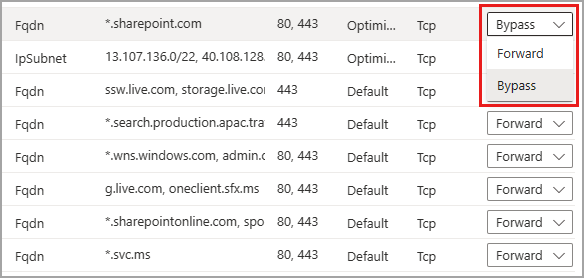 Fqdn *.sharepoint.com 80, 443 Optimi... Tcp Bypass
IpSubnet 13.107.136.0/22, 40.108.128. 80, 443 Optimi... Tcp Forward
Fqdn ssw.live.com, storage.live.co 443 Default Tcp Bypass
Fqdn *.search.production.apac.tra 443 Default Tcp Forward
Fqdn *.wns.windows.com, admin.c 80, 443 Default Tcp Forward
Fqdn g.live.com, oneclient.sfx.ms 80, 443 Default Tcp Forward
Fqdn *.sharepointonline.com, spo 80, 443 Default Tcp Forward
Fqdn *.svc.ms 80, 443 Default Tcp Forward